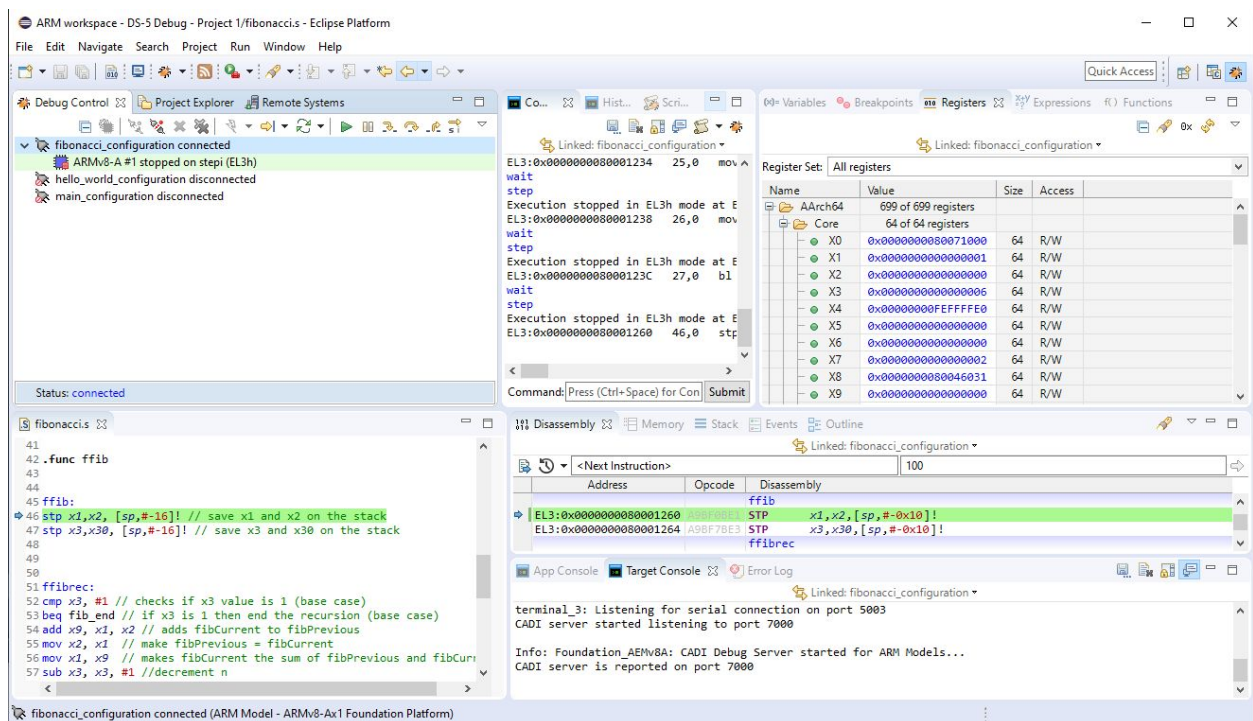 ARM workspace - DS-5 Debug - Project 1/fibonacci.s - Eclipse Platform
File Edit Navigate Search Project Run Window Help
Quick Access
Debug Control Project Explorer Remote Systems
fibonacci_configuration connected
ARMv8-A #1 stopped on stepi (EL3h)
hello_world_configuration disconnected
main_configuration disconnected
Status: connected
Co... Hist... Scri...
Linked: fibonacci_configuration
EL3:0x0000000080001234 25,0 mov
wait
step
Execution stopped in EL3h mode at E
EL3:0x0000000080001238 26,0 mov
wait
step
Execution stopped in EL3h mode at E
EL3:0x000000008000123C 27,0 bl
wait
step
Execution stopped in EL3h mode at E
EL3:0x0000000080001260 46,0 stp
Command: Press (Ctrl+Space) for Con Submit
(x)= Variables Breakpoints Registers Expressions f() Functions
Linked: fibonacci_configuration
Register Set: All registers
Name Value Size Access
AArch64 699 of 699 registers
Core 64 of 64 registers
X0 0x0000000080071000 64 R/W
X1 0x0000000000000001 64 R/W
X2 0x0000000000000000 64 R/W
X3 0x0000000000000006 64 R/W
X4 0x00000000FEFFFFE0 64 R/W
X5 0x0000000000000000 64 R/W
X6 0x0000000000000000 64 R/W
X7 0x0000000000000002 64 R/W
X8 0x0000000080046031 64 R/W
X9 0x0000000000000000 64 R/W
fibonacci.s
41
42 .func ffib
43
44
45 ffib:
46 stp x1,x2, [sp,#-16]! // save x1 and x2 on the stack
47 stp x3,x30, [sp,#-16]! // save x3 and x30 on the stack
48
49
50
51 ffibrec:
52 cmp x3, #1 // checks if x3 value is 1 (base case)
53 beq fib_end // if x3 is 1 then end the recursion (base case)
54 add x9, x1, x2 // adds fibCurrent to fibPrevious
55 mov x2, x1 // make fibPrevious = fibCurrent
56 mov x1, x9 // makes fibCurrent the sum of fibPrevious and fibCurr
57 sub x3, x3, #1 //decrement n
Disassembly Memory Stack Events Outline
Linked: fibonacci_configuration
<Next Instruction> 100
Address Opcode Disassembly
ffib
EL3:0x0000000080001260 A9BF0BE1 STP x1,x2,[sp,#-0x10]!
EL3:0x0000000080001264 A9BF7BE3 STP x3,x30,[sp,#-0x10]!
ffibrec
App Console Target Console Error Log
Linked: fibonacci_configuration
terminal_3: Listening for serial connection on port 5003
CADI server started listening to port 7000
Info: Foundation_AEMv8A: CADI Debug Server started for ARM Models...
CADI server is reported on port 7000
fibonacci_configuration connected (ARM Model - ARMv8-Ax1 Foundation Platform)